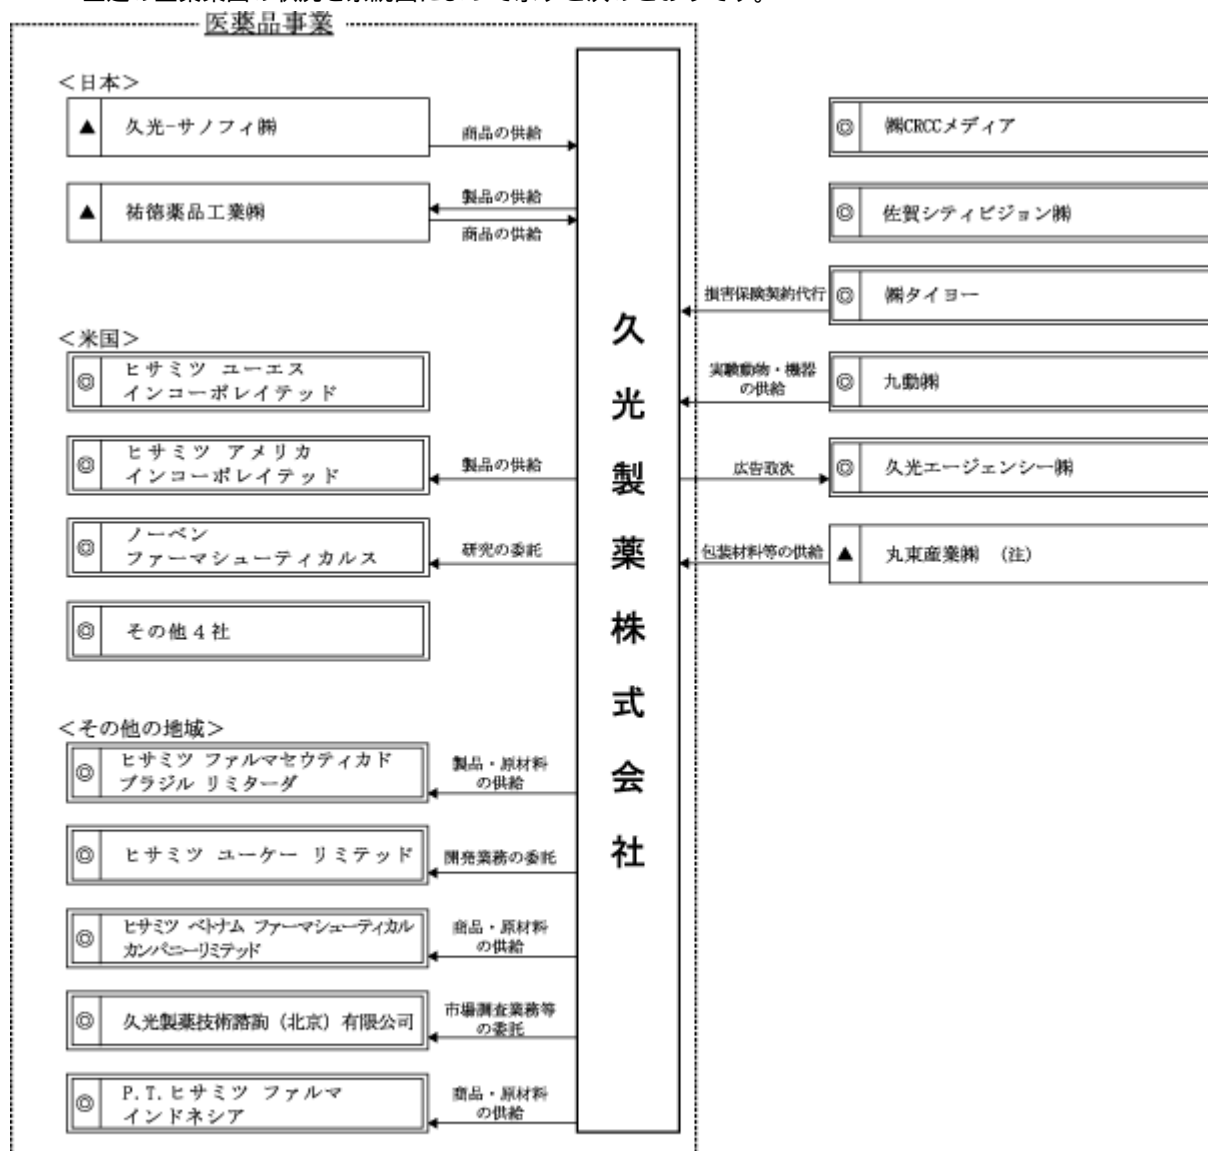 医薬品事業
＜日本＞
▲ 久光-サノフィ㈱
商品の供給
▲ 祐徳薬品工業㈱
製品の供給
商品の供給
＜米国＞
◎ ヒサミツ ユーエス
インコーポレイテッド
◎ ヒサミツ アメリカ
インコーポレイテッド
製品の供給
◎ ノーベン
ファーマシューティカルス
研究の委託
◎ その他４社
＜その他の地域＞
◎ ヒサミツ ファルマセウティカド
ブラジル リミターダ
製品・原材料
の供給
◎ ヒサミツ ユーケー リミテッド
開発業務の委託
◎ ヒサミツ ベトナム ファーマシューティカル
カンパニーリミテッド
商品・原材料
の供給
◎ 久光製薬技術諮詢（北京）有限公司
市場調査業務等
の委託
◎ P.T.ヒサミツ ファルマ
インドネシア
商品・原材料
の供給
久光製薬株式会社
◎ ㈱CRCCメディア
◎ 佐賀シティビジョン㈱
損害保険契約代行
◎ ㈱タイヨー
実験動物・機器
の供給
◎ 九動㈱
広告取次
◎ 久光エージェンシー㈱
包装材料等の供給
▲ 丸東産業㈱ （注）